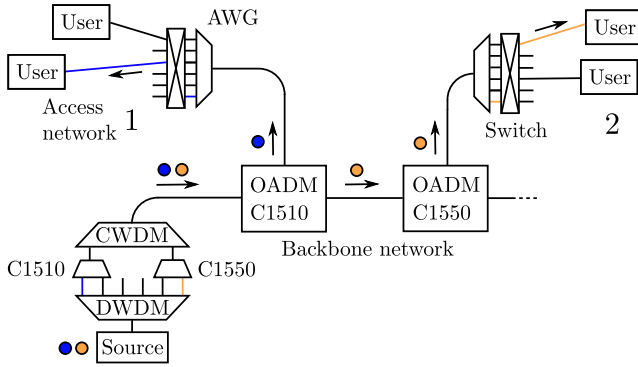 User
AWG
User
Access
network
1
User
User
Switch
2
OADM
C1510
OADM
C1550
Backbone network
CWDM
C1510
C1550
DWDM
Source